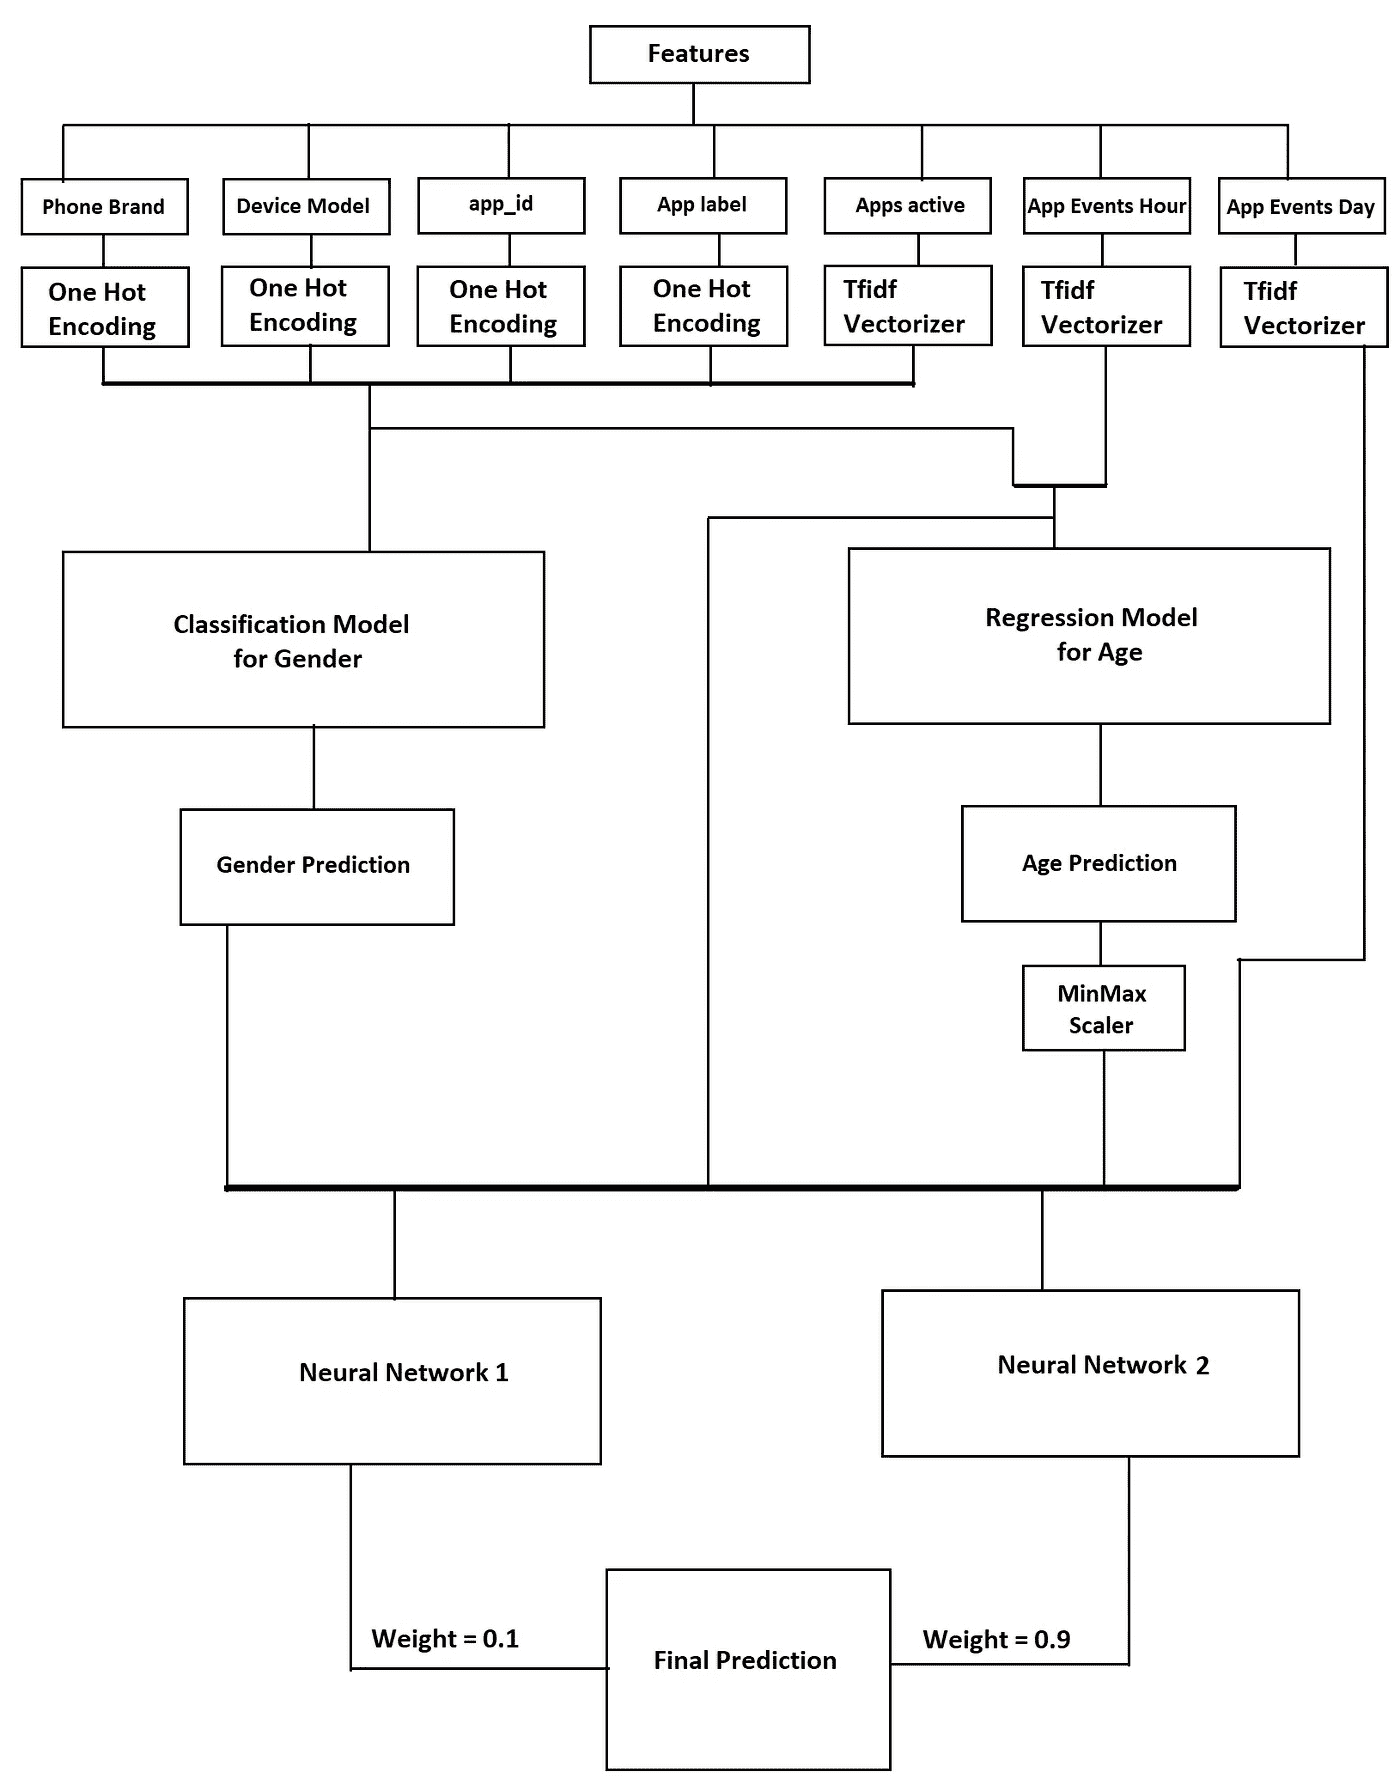 Features
Phone Brand
Device Model
app_id
App label
Apps active
App Events Hour
App Events Day
One Hot
Encoding
One Hot
Encoding
One Hot
Encoding
One Hot
Encoding
Tfidf
Vectorizer
Tfidf
Vectorizer
Tfidf
Vectorizer
Classification Model
for Gender
Regression Model
for Age
Gender Prediction
Age Prediction
MinMax
Scaler
Neural Network 1
Neural Network 2
Weight = 0.1
Weight = 0.9
Final Prediction